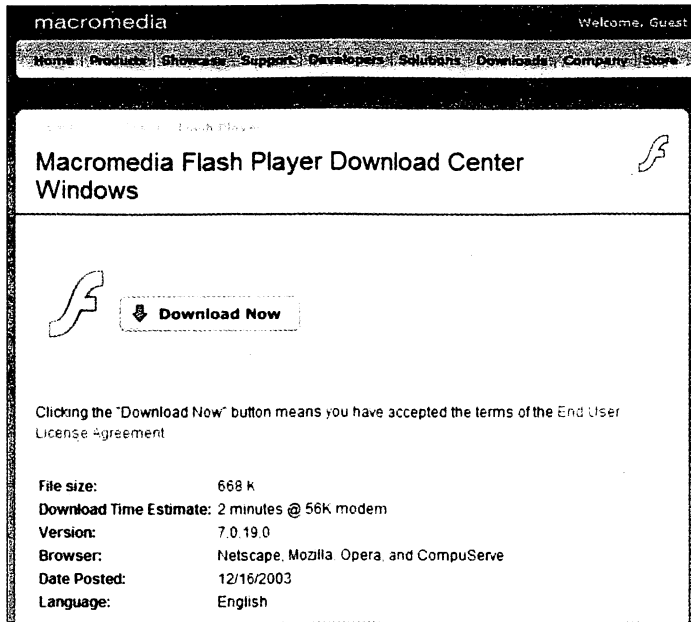 macromedia
Welcome, Guest
Home Products Showcase Support Developers Solutions Downloads Company Store
Flash Player
Macromedia Flash Player Download Center
Windows
Download Now
Clicking the "Download Now" button means you have accepted the terms of the End User
License Agreement
File size: 668 K
Download Time Estimate: 2 minutes @ 56K modem
Version: 7.0.19.0
Browser: Netscape, Mozilla, Opera, and CompuServe
Date Posted: 12/16/2003
Language: English